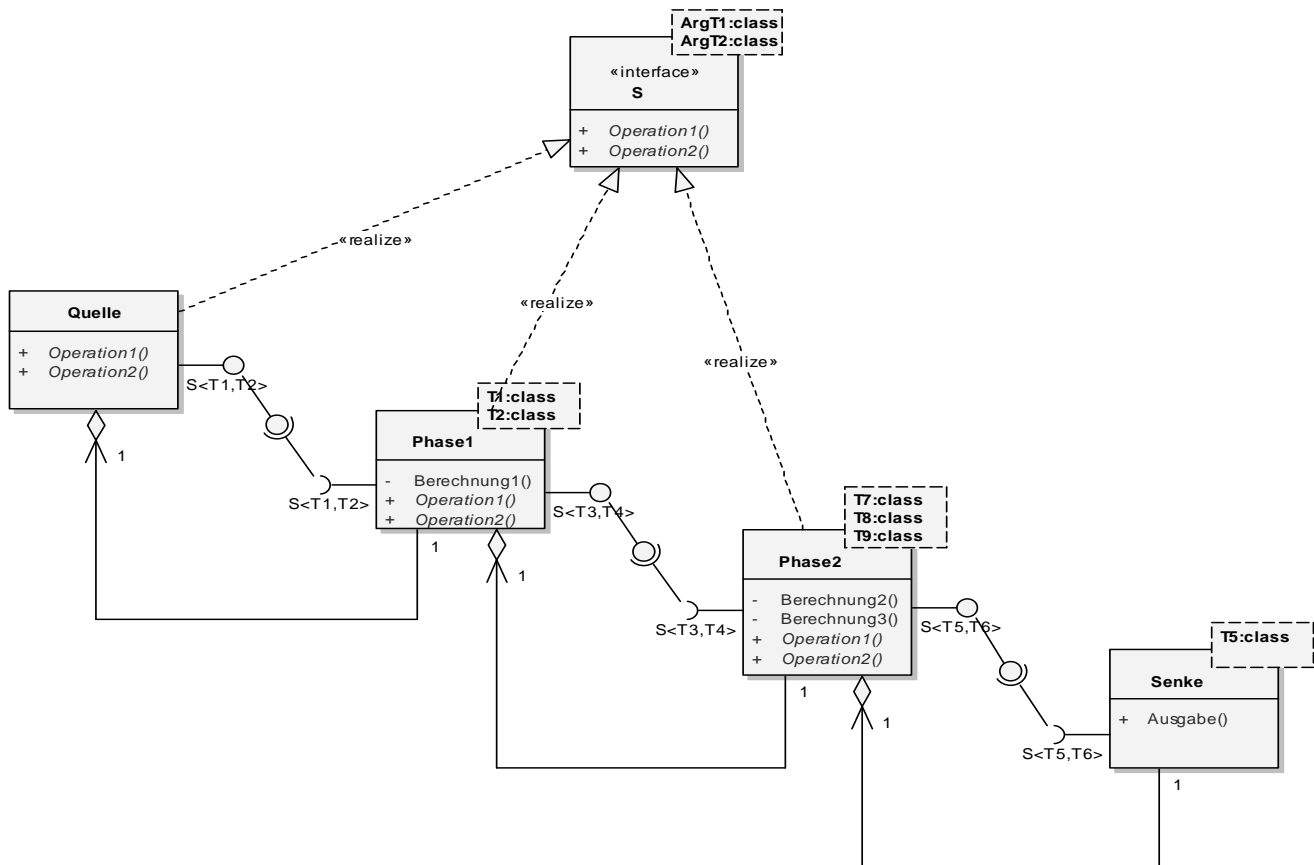 ArgT1:class
ArgT2:class
«interface»
S
+ Operation1()
+ Operation2()
«realize»
«realize»
«realize»
Quelle
+ Operation1()
+ Operation2()
S<T1,T2>
1
T1:class
T2:class
Phase1
- Berechnung1()
+ Operation1()
+ Operation2()
S<T1,T2>
S<T3,T4>
1
1
T7:class
T8:class
T9:class
Phase2
- Berechnung2()
- Berechnung3()
+ Operation1()
+ Operation2()
S<T3,T4>
S<T5,T6>
1
1
T5:class
Senke
+ Ausgabe()
S<T5,T6>
1